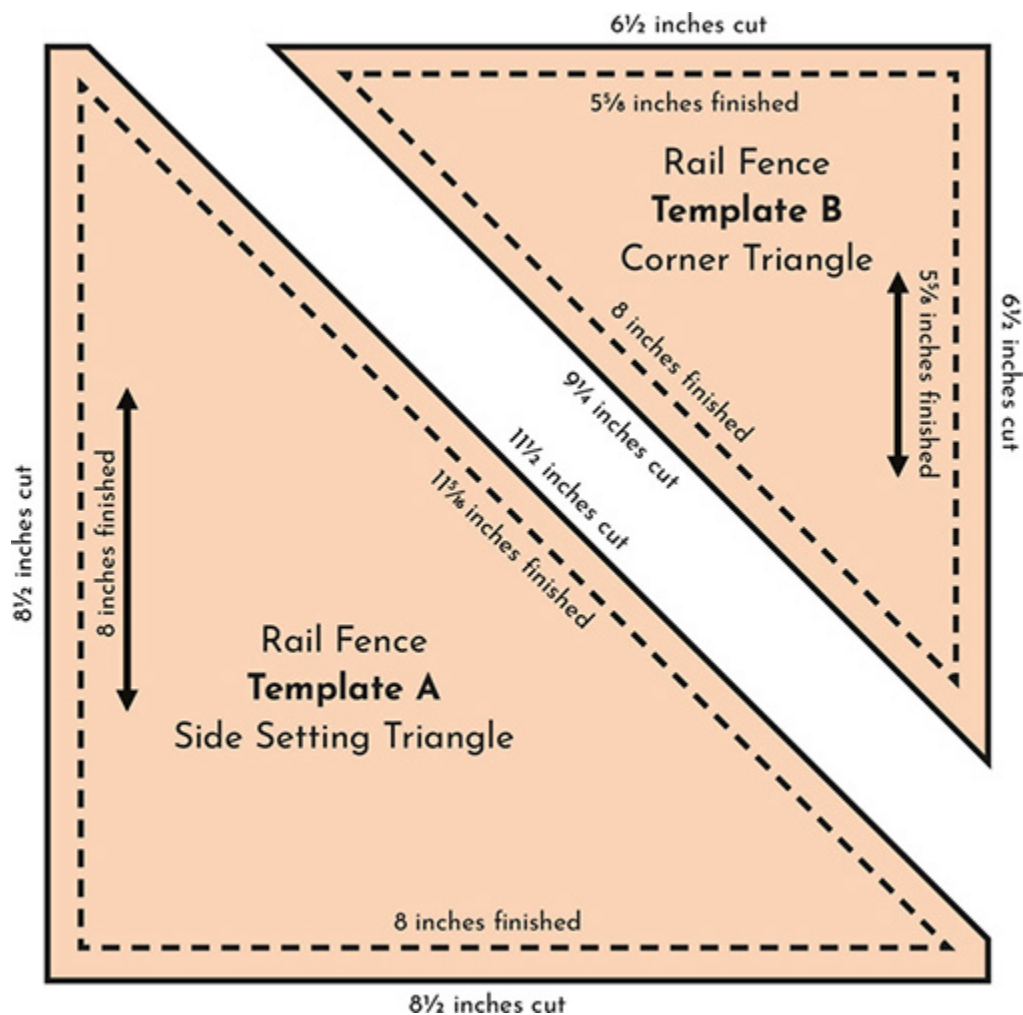 6½ inches cut
5⅝ inches finished
Rail Fence
Template B
Corner Triangle
5⅝ inches finished
6½ inches cut
8 inches finished
9¼ inches cut
11½ inches cut
11⁵⁄₁₆ inches finished
8½ inches cut
8 inches finished
Rail Fence
Template A
Side Setting Triangle
8 inches finished
8½ inches cut